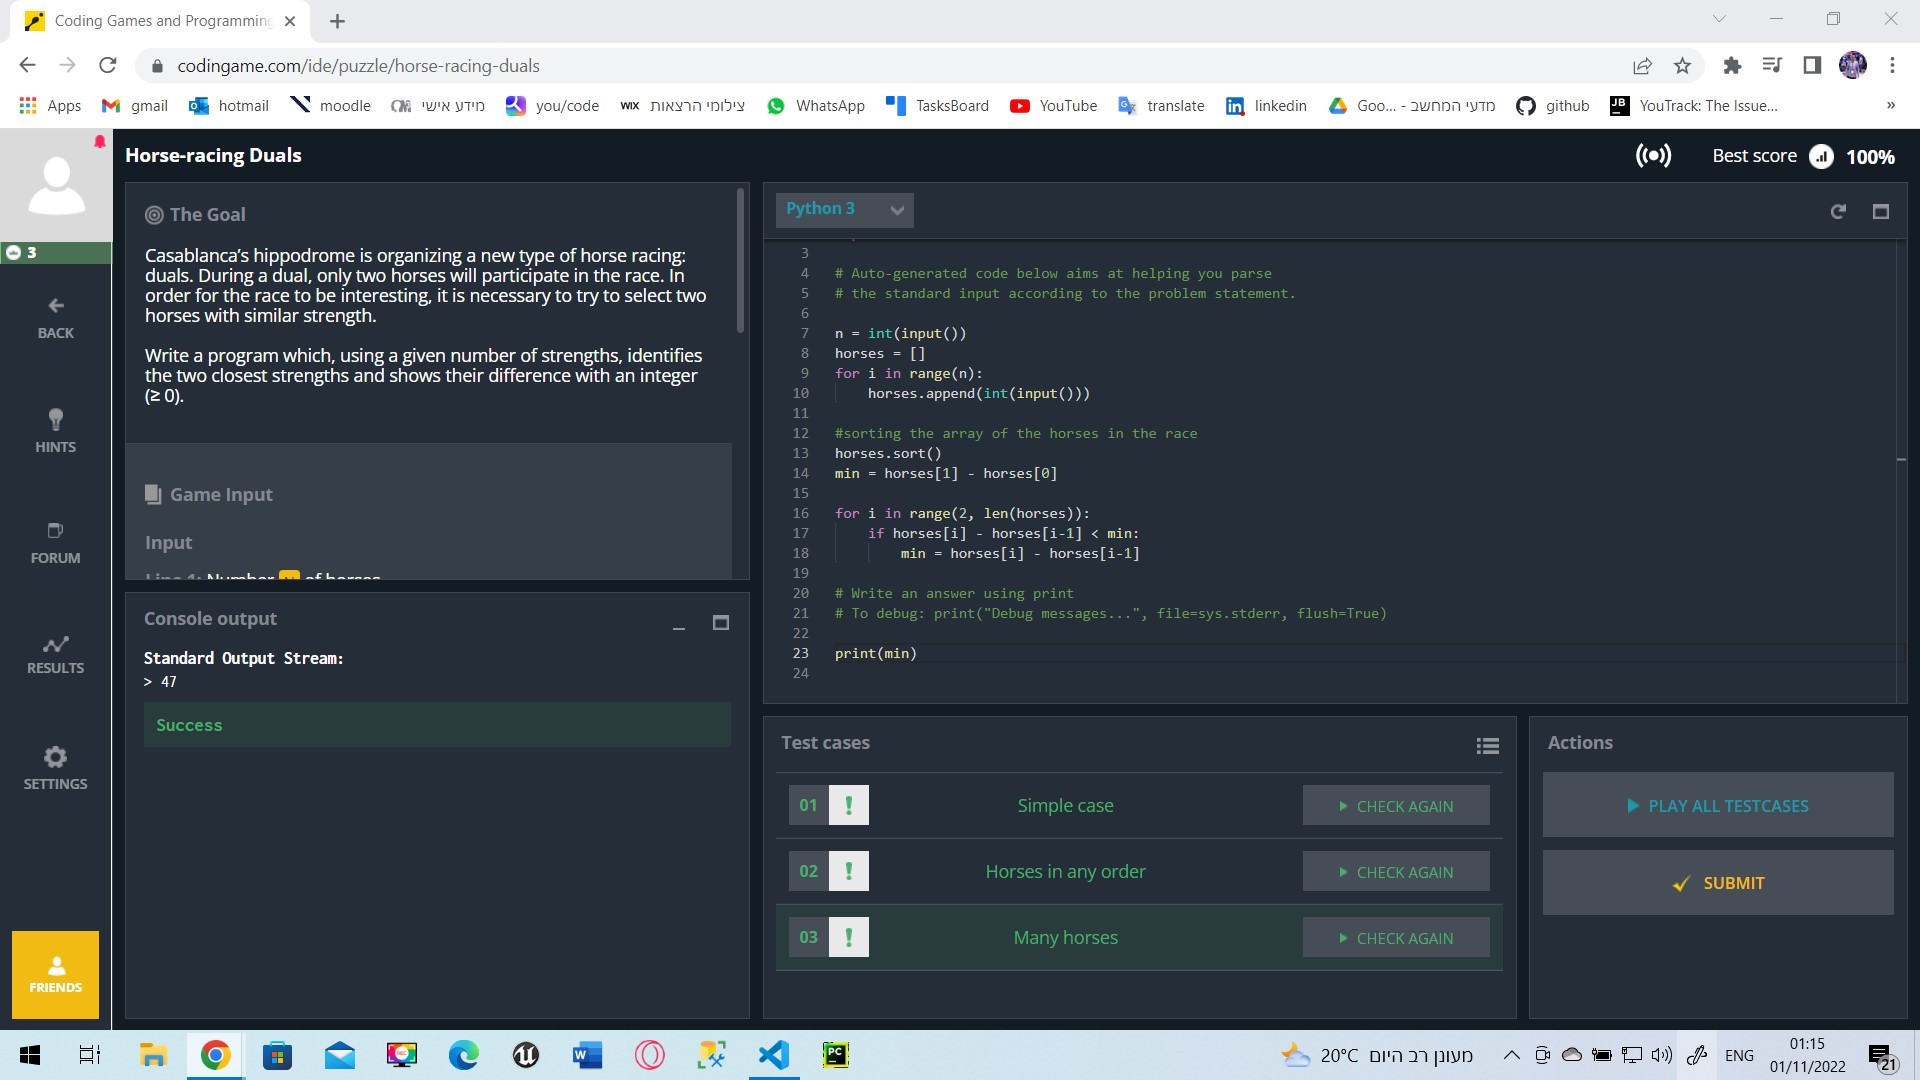 Coding Games and Programming
codingame.com/ide/puzzle/horse-racing-duals
Apps
gmail
hotmail
moodle
מידע אישי
you/code
WIX צילומי הרצאות
WhatsApp
TasksBoard
YouTube
translate
linkedin
מדעי המחשב - ...Goo
github
YouTrack: The Issue...
»
Horse-racing Duals
Best score 100%
3
BACK
HINTS
FORUM
RESULTS
SETTINGS
FRIENDS
The Goal
Casablanca’s hippodrome is organizing a new type of horse racing:
duals. During a dual, only two horses will participate in the race. In
order for the race to be interesting, it is necessary to try to select two
horses with similar strength.
Write a program which, using a given number of strengths, identifies
the two closest strengths and shows their difference with an integer
(≥ 0).
Game Input
Input
Line 1: Number of horses
Console output
Standard Output Stream:
> 47
Success
Python 3
3
4 # Auto-generated code below aims at helping you parse
5 # the standard input according to the problem statement.
6
7 n = int(input())
8 horses = []
9 for i in range(n):
10 horses.append(int(input()))
11
12 #sorting the array of the horses in the race
13 horses.sort()
14 min = horses[1] - horses[0]
15
16 for i in range(2, len(horses)):
17 if horses[i] - horses[i-1] < min:
18 min = horses[i] - horses[i-1]
19
20 # Write an answer using print
21 # To debug: print("Debug messages...", file=sys.stderr, flush=True)
22
23 print(min)
24
Test cases
01 ! Simple case CHECK AGAIN
02 ! Horses in any order CHECK AGAIN
03 ! Many horses CHECK AGAIN
Actions
PLAY ALL TESTCASES
SUBMIT
W
PC
20°C מעונן רב היום
ENG
01:15
01/11/2022
21